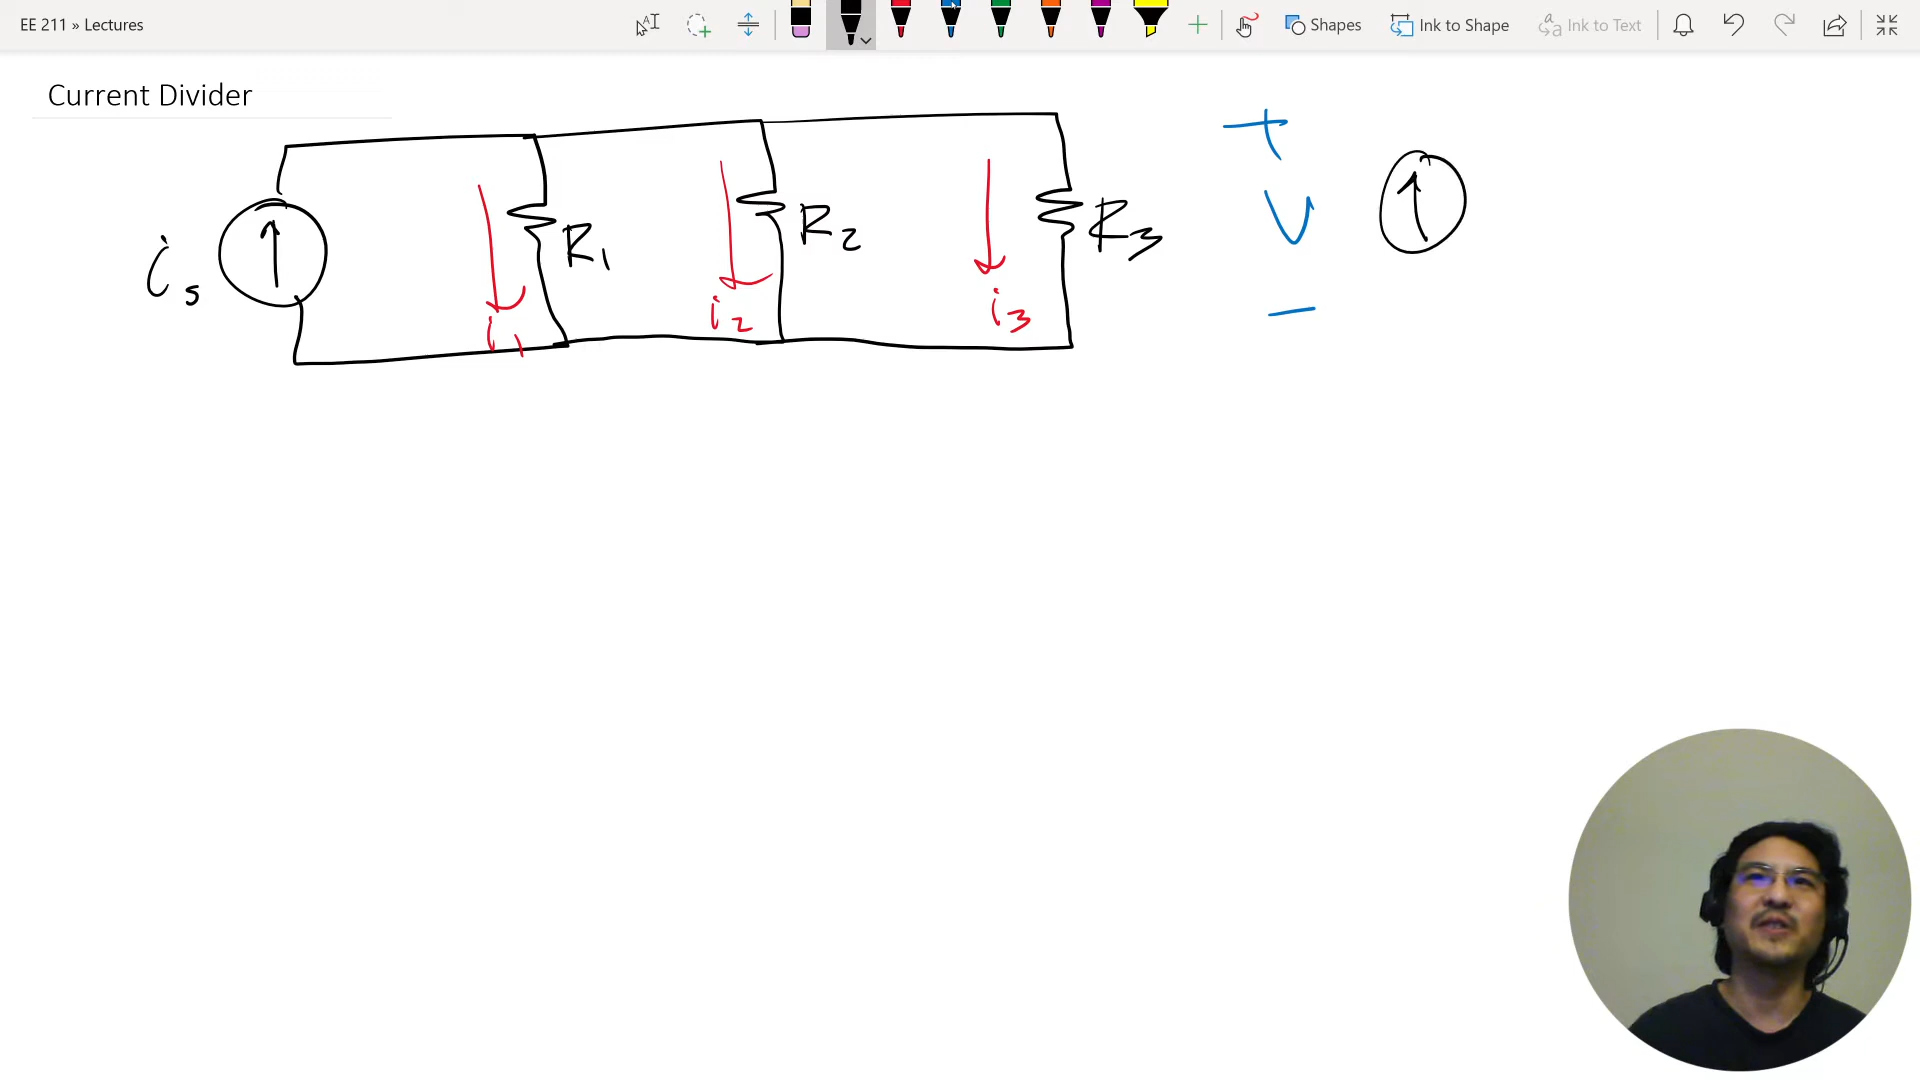 EE 211 » Lectures
Shapes
Ink to Shape
Ink to Text
Current Divider
is
R1
R2
R3
i1
i2
i3
+
V
−